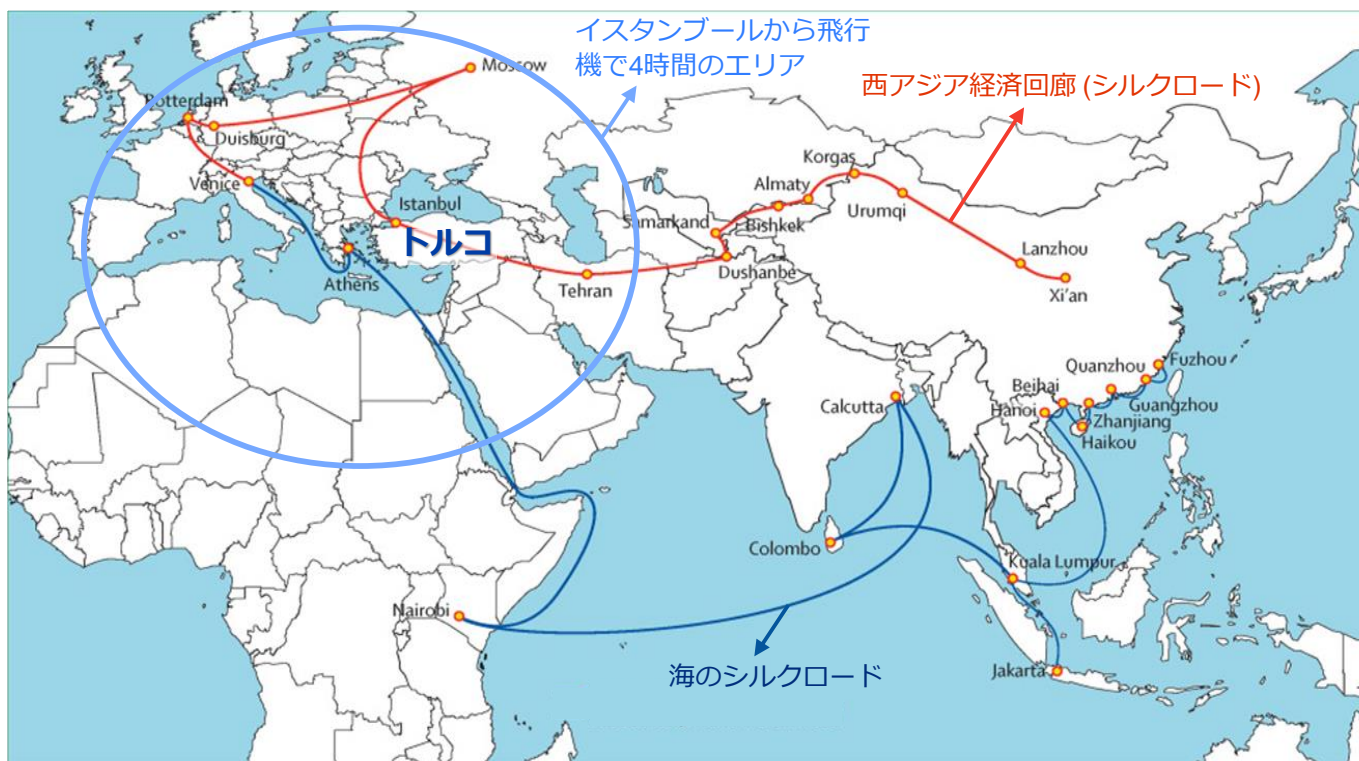 イスタンブールから飛行
機で4時間のエリア
Moscow
西アジア経済回廊 (シルクロード)
Rotterdam
Duisburg
Korgas
Venice
Almaty
Urumqi
Istanbul
Samarkand
Bishkek
トルコ
Lanzhou
Dushanbe
Athens
Tehran
Xi'an
Quanzhou
Fuzhou
Beihai
Calcutta
Hanoi
Guangzhou
Zhanjiang
Haikou
Colombo
Kuala Lumpur
Nairobi
海のシルクロード
Jakarta